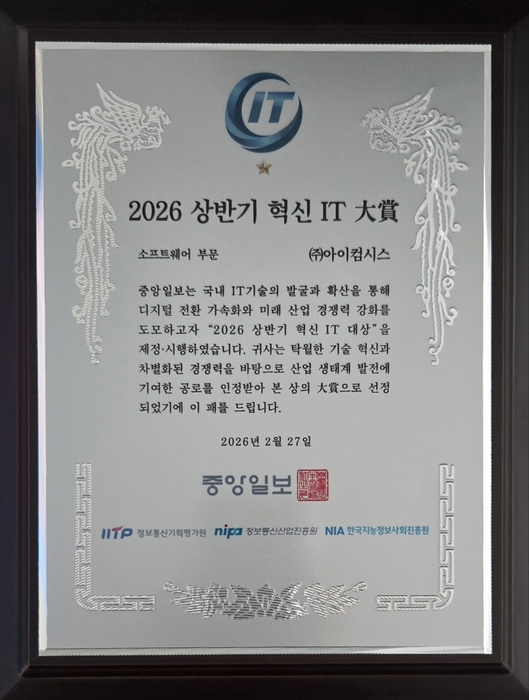 IT
2026 상반기 혁신 IT 大賞
소프트웨어 부문 ㈜아이컴시스
중앙일보는 국내 IT기술의 발굴과 확산을 통해
디지털 전환 가속화와 미래 산업 경쟁력 강화를
도모하고자 “2026 상반기 혁신 IT 대상”을
제정·시행하였습니다. 귀사는 탁월한 기술 혁신과
차별화된 경쟁력을 바탕으로 산업 생태계 발전에
기여한 공로를 인정받아 본 상의 大賞으로 선정
되었기에 이 패를 드립니다.
2026년 2월 27일
중앙일보
IITP 정보통신기획평가원 nipa 정보통신산업진흥원 NIA 한국지능정보사회진흥원